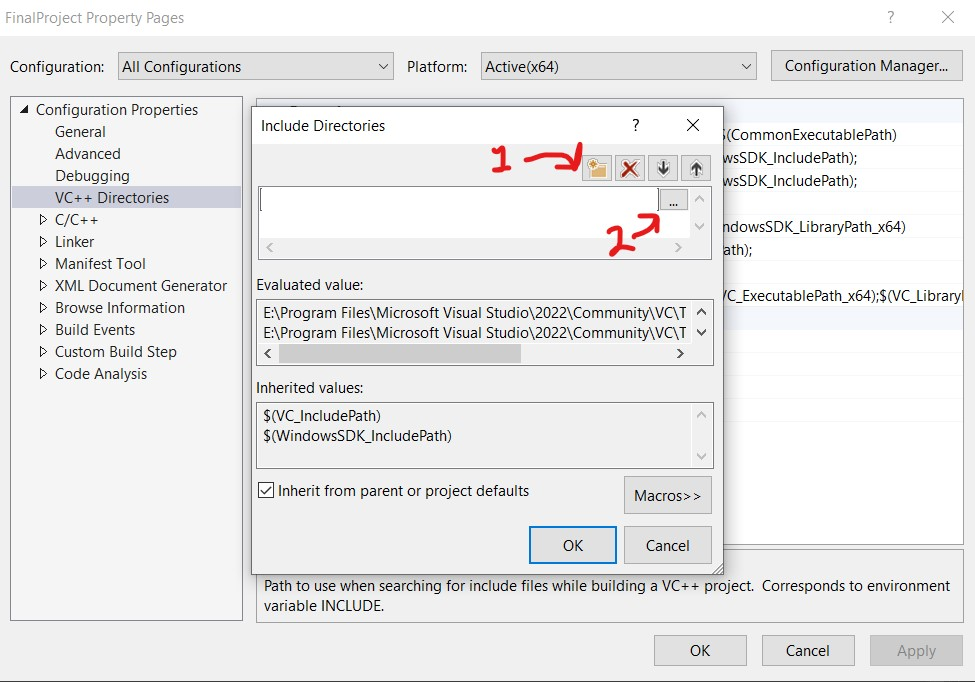 FinalProject Property Pages
?
Configuration: All Configurations Platform: Active(x64) Configuration Manager...
Configuration Properties
General
Advanced
Debugging
VC++ Directories
C/C++
Linker
Manifest Tool
XML Document Generator
Browse Information
Build Events
Custom Build Step
Code Analysis
Include Directories
?
1
...
2
Evaluated value:
E:\Program Files\Microsoft Visual Studio\2022\Community\VC\T
E:\Program Files\Microsoft Visual Studio\2022\Community\VC\T
Inherited values:
$(VC_IncludePath)
$(WindowsSDK_IncludePath)
Inherit from parent or project defaults
Macros>>
OK Cancel
$(CommonExecutablePath)
wsSDK_IncludePath);
wsSDK_IncludePath);
ndowsSDK_LibraryPath_x64)
ath);
VC_ExecutablePath_x64);$(VC_Library
Path to use when searching for include files while building a VC++ project. Corresponds to environment
variable INCLUDE.
OK Cancel Apply